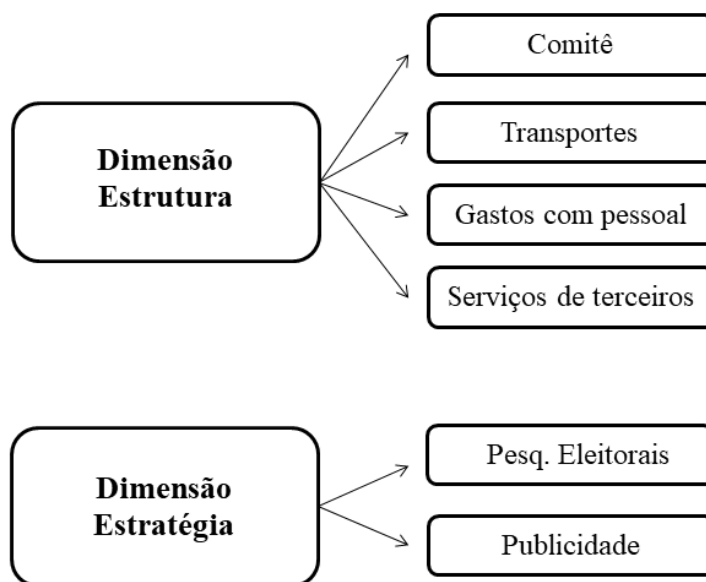 Dimensão
Estrutura
Comitê
Transportes
Gastos com pessoal
Serviços de terceiros
Dimensão
Estratégia
Pesq. Eleitorais
Publicidade